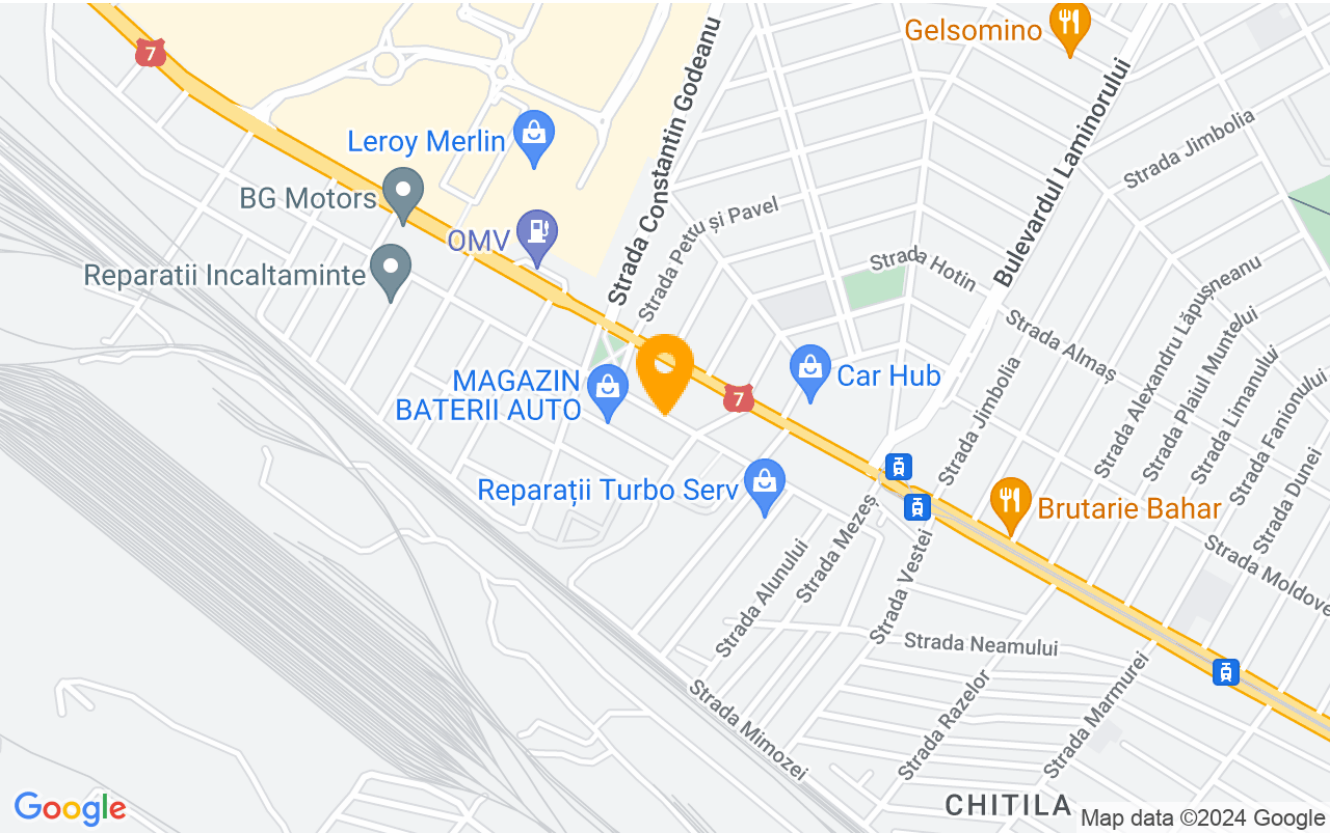 Gelsomino
7
Strada Constantin Godeanu
Bulevardul Laminorului
Leroy Merlin
Strada Jimbolia
BG Motors
Strada Petru și Pavel
OMV
Strada Hotin
Reparatii Incaltaminte
Strada Alexandru Lăpușneanu
Strada Plaiul Muntelui
Strada Almaș
Strada Limanului
Strada Fanionului
MAGAZIN
BATERII AUTO
Car Hub
7
Strada Jimbolia
Strada Dunei
Reparații Turbo Serv
Brutarie Bahar
Strada Mezeș
Strada Alunului
Strada Vestei
Strada Moldove
Strada Neamului
Strada Mimozei
Strada Razelor
Strada Marmurei
Google
CHITILA
Map data ©2024 Google